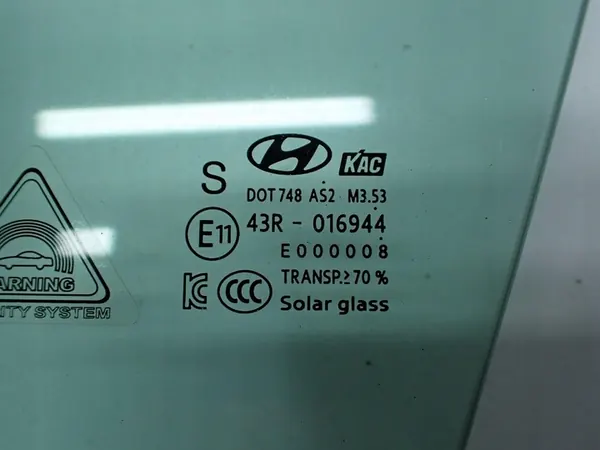 KAC
S
DOT 748 AS2 M3.53
E11
43R - 016944
E000008
TRANSP.≥70 %
CCC
Solar glass
ARNING
ITY SYSTEM